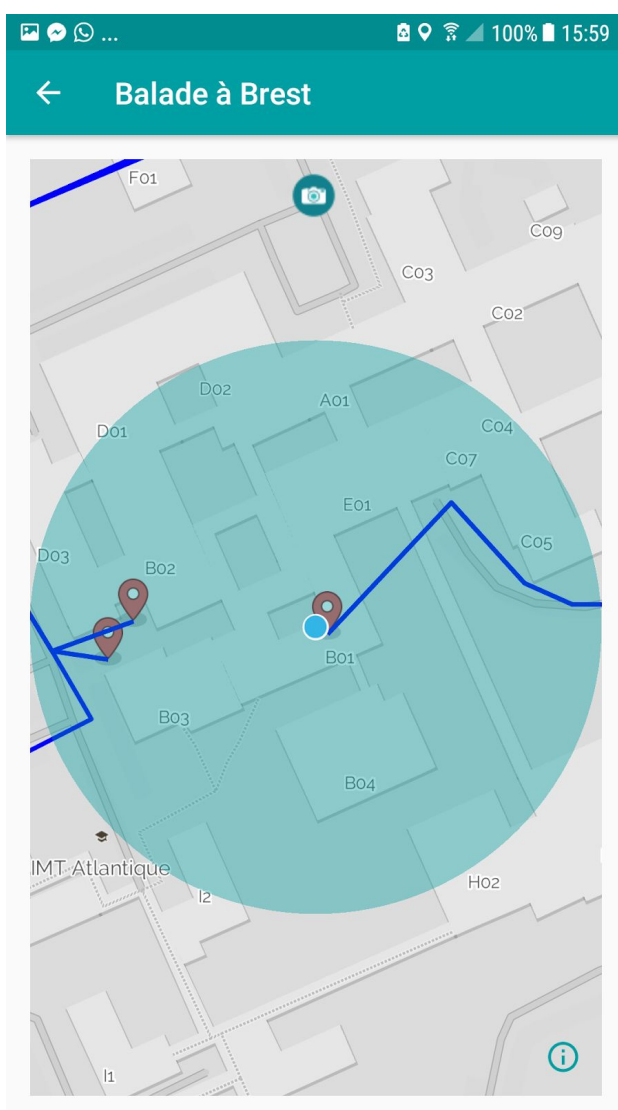 ... 100% 15:59
Balade à Brest
F01
C09
C03
C02
D02
A01
D01
C04
C07
E01
C05
D03
B02
B01
B03
B04
IMT Atlantique
H02
I2
I1